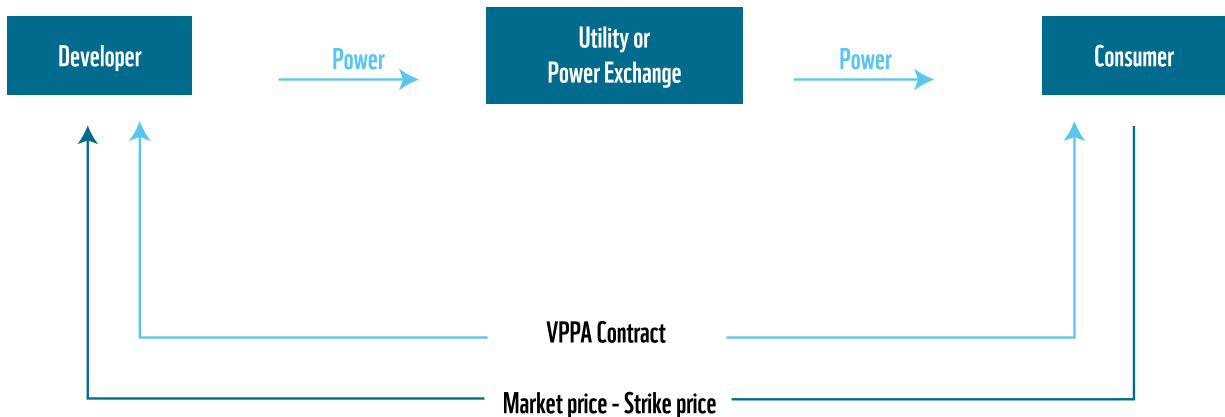 Developer
Power
Utility or
Power Exchange
Power
Consumer
VPPA Contract
Market price - Strike price